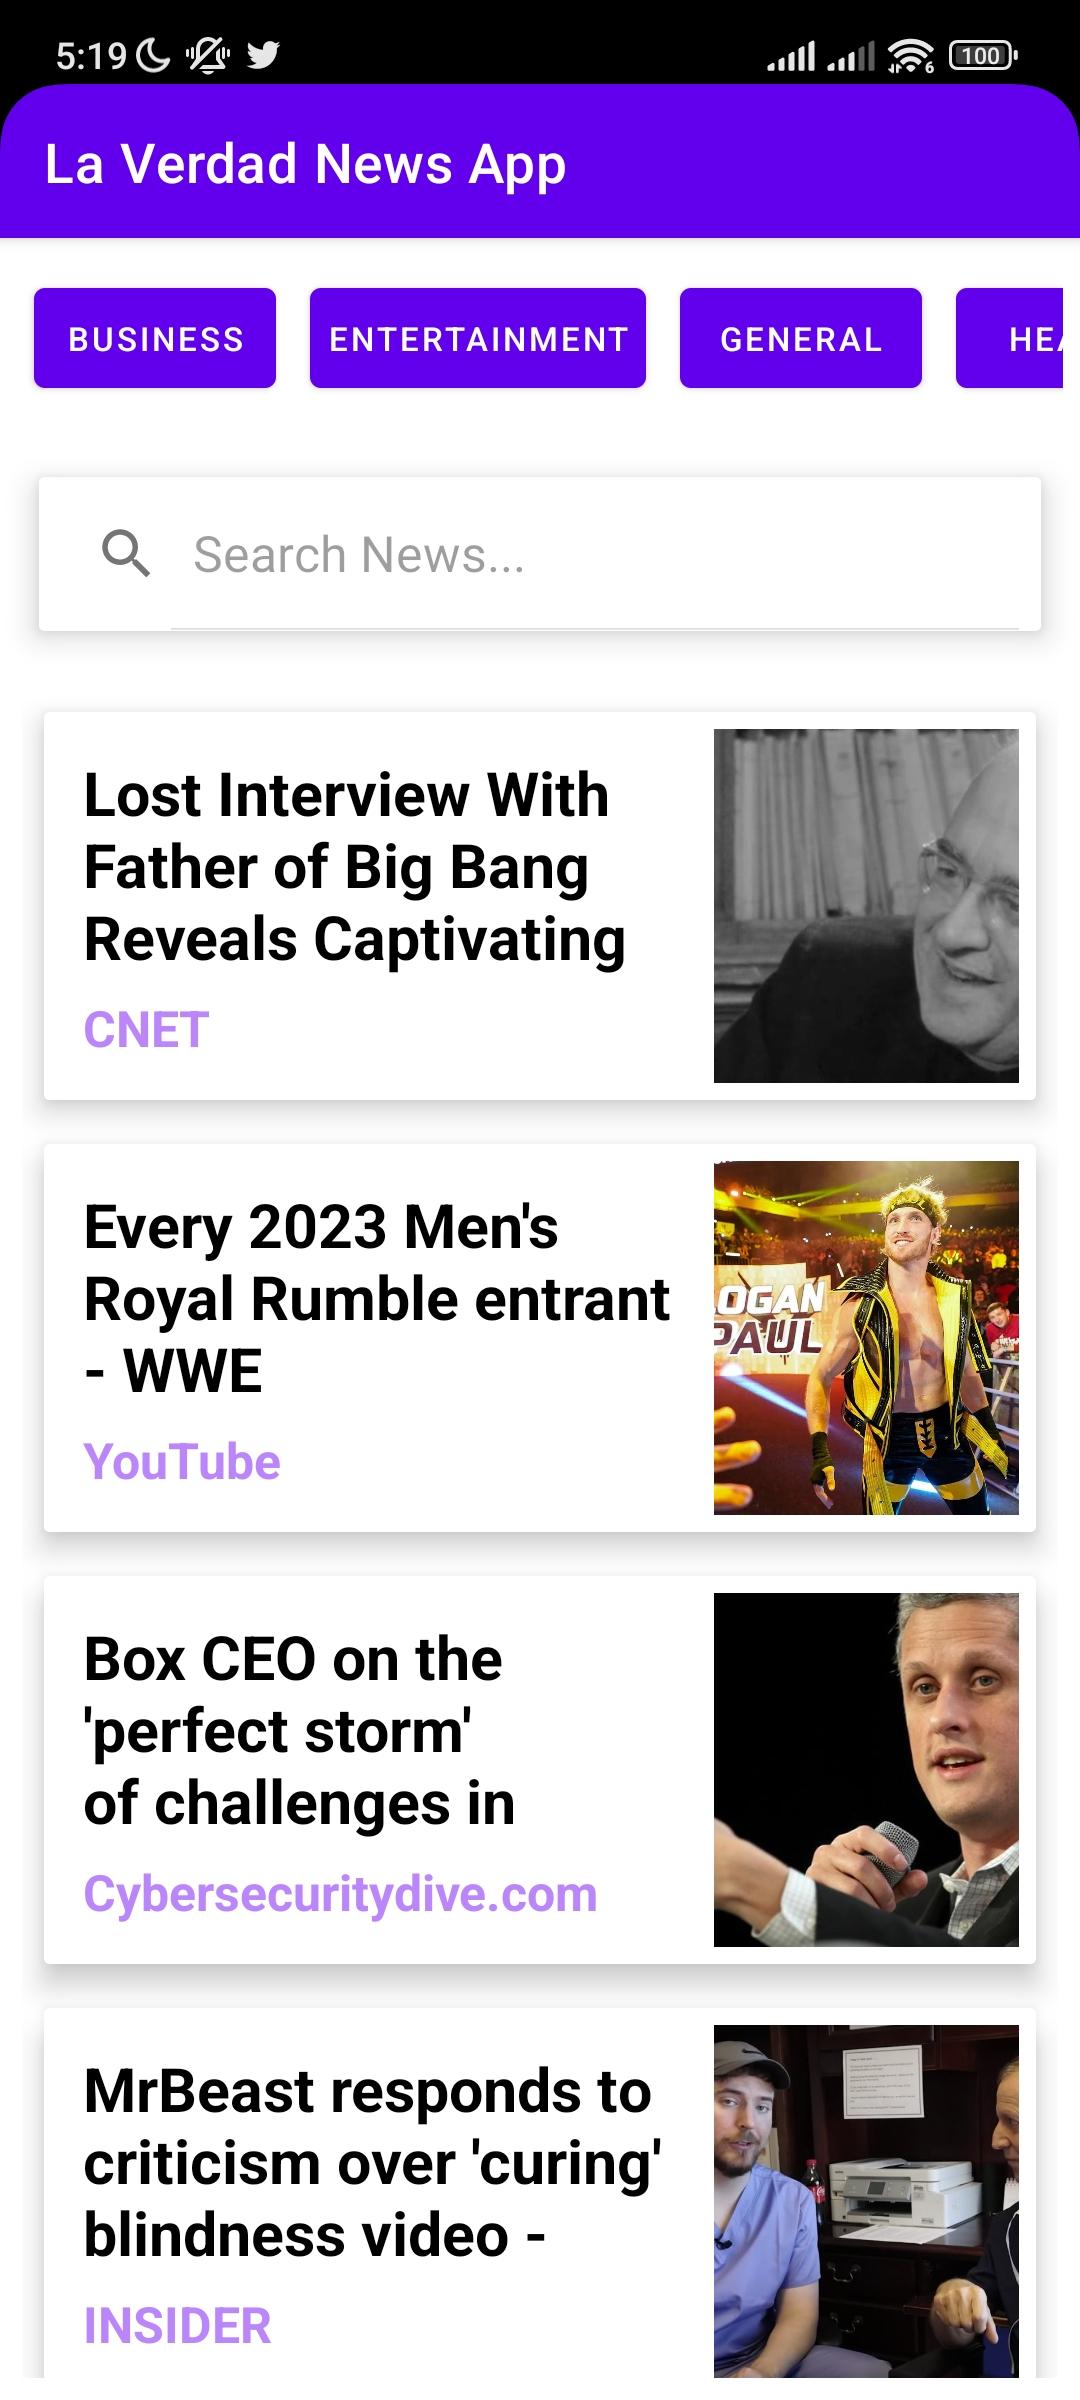 5:19
6
100
La Verdad News App
BUSINESS
ENTERTAINMENT
GENERAL
HEA
Search News...
Lost Interview With
Father of Big Bang
Reveals Captivating
CNET
Every 2023 Men's
Royal Rumble entrant
- WWE
YouTube
OGAN
PAUL
Box CEO on the
'perfect storm'
of challenges in
Cybersecuritydive.com
MrBeast responds to
criticism over 'curing'
blindness video -
INSIDER